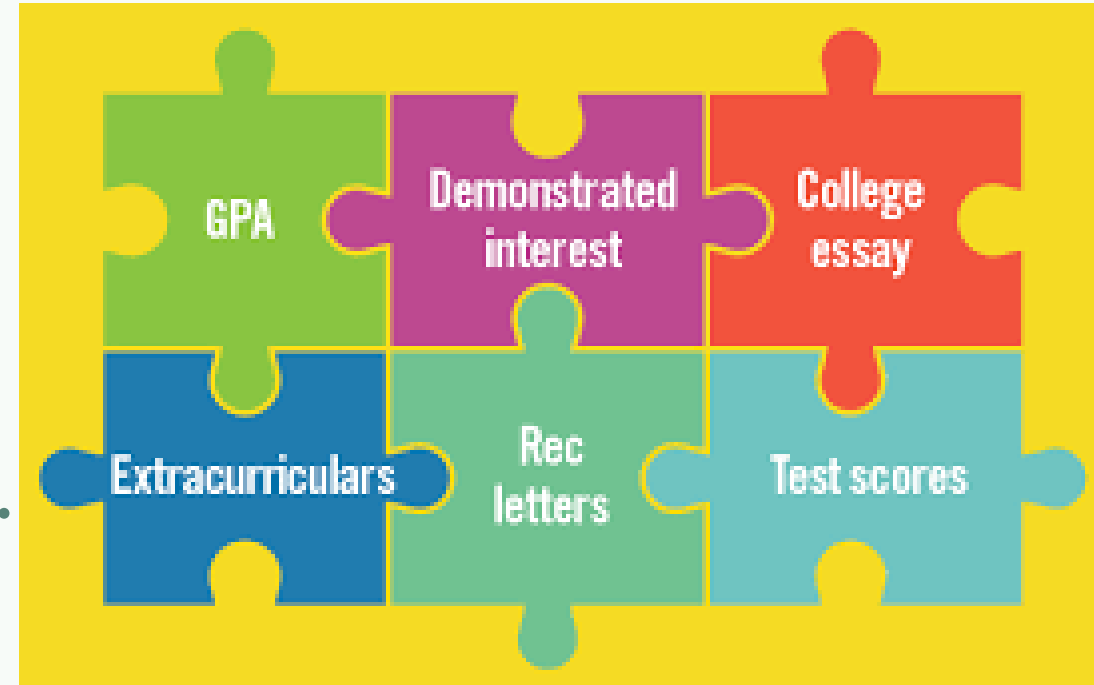 GPA
Demonstrated
interest
College
essay
Extracurriculars
Rec
letters
Test scores